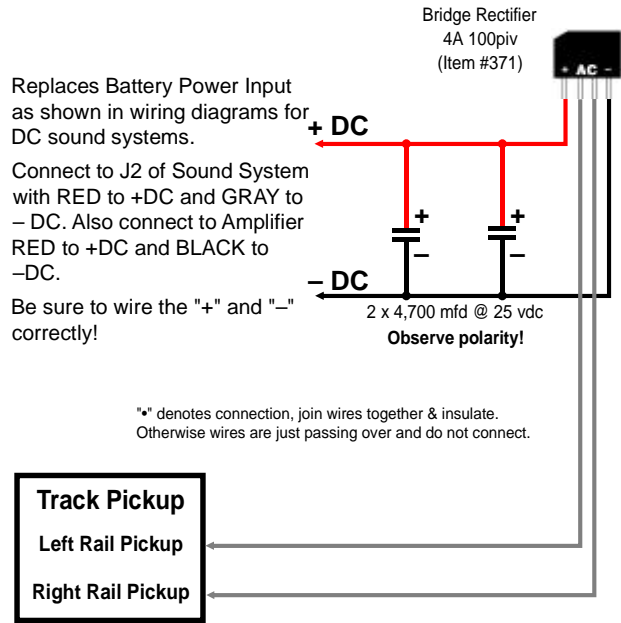 Bridge Rectifier
4A 100piv
(Item #371)
+ AC –
Replaces Battery Power Input
as shown in wiring diagrams for
DC sound systems.
Connect to J2 of Sound System
with RED to +DC and GRAY to
– DC. Also connect to Amplifier
RED to +DC and BLACK to
–DC.
Be sure to wire the "+" and "–"
correctly!
+ DC
+
+
–
–
– DC
2 x 4,700 mfd @ 25 vdc
Observe polarity!
"•" denotes connection, join wires together & insulate.
Otherwise wires are just passing over and do not connect.
Track Pickup
Left Rail Pickup
Right Rail Pickup